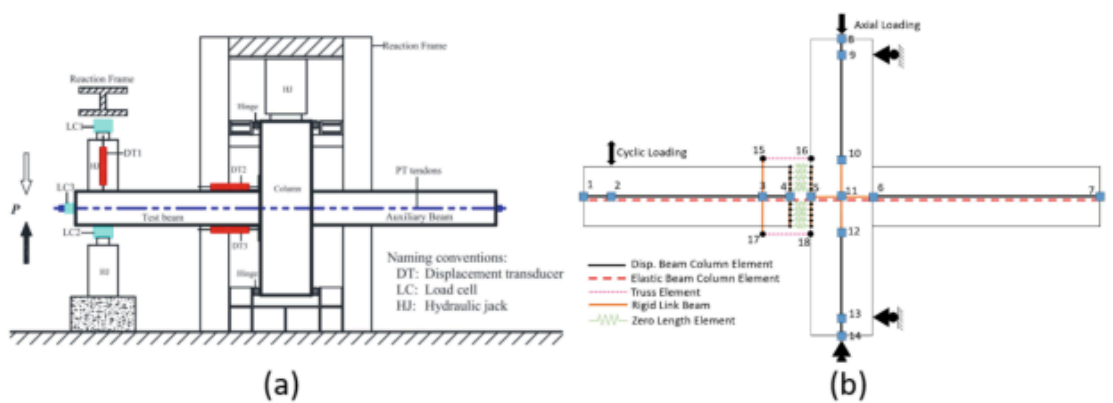 Reaction Frame
Reaction Frame
HJ
Hinge
LC1
DT1
HJ
LC3
DT2
Column
PT tendons
P
Test beam
Auxiliary Beam
LC2
DT3
HJ
Hinge
Naming conventions:
DT: Displacement transducer
LC: Load cell
HJ: Hydraulic jack
(a)
Axial Loading
8
9
Cyclic Loading
15
16
10
1
2
3
4
5
11
6
7
17
18
12
Disp. Beam Column Element
Elastic Beam Column Element
Truss Element
Rigid Link Beam
Zero Length Element
13
14
(b)